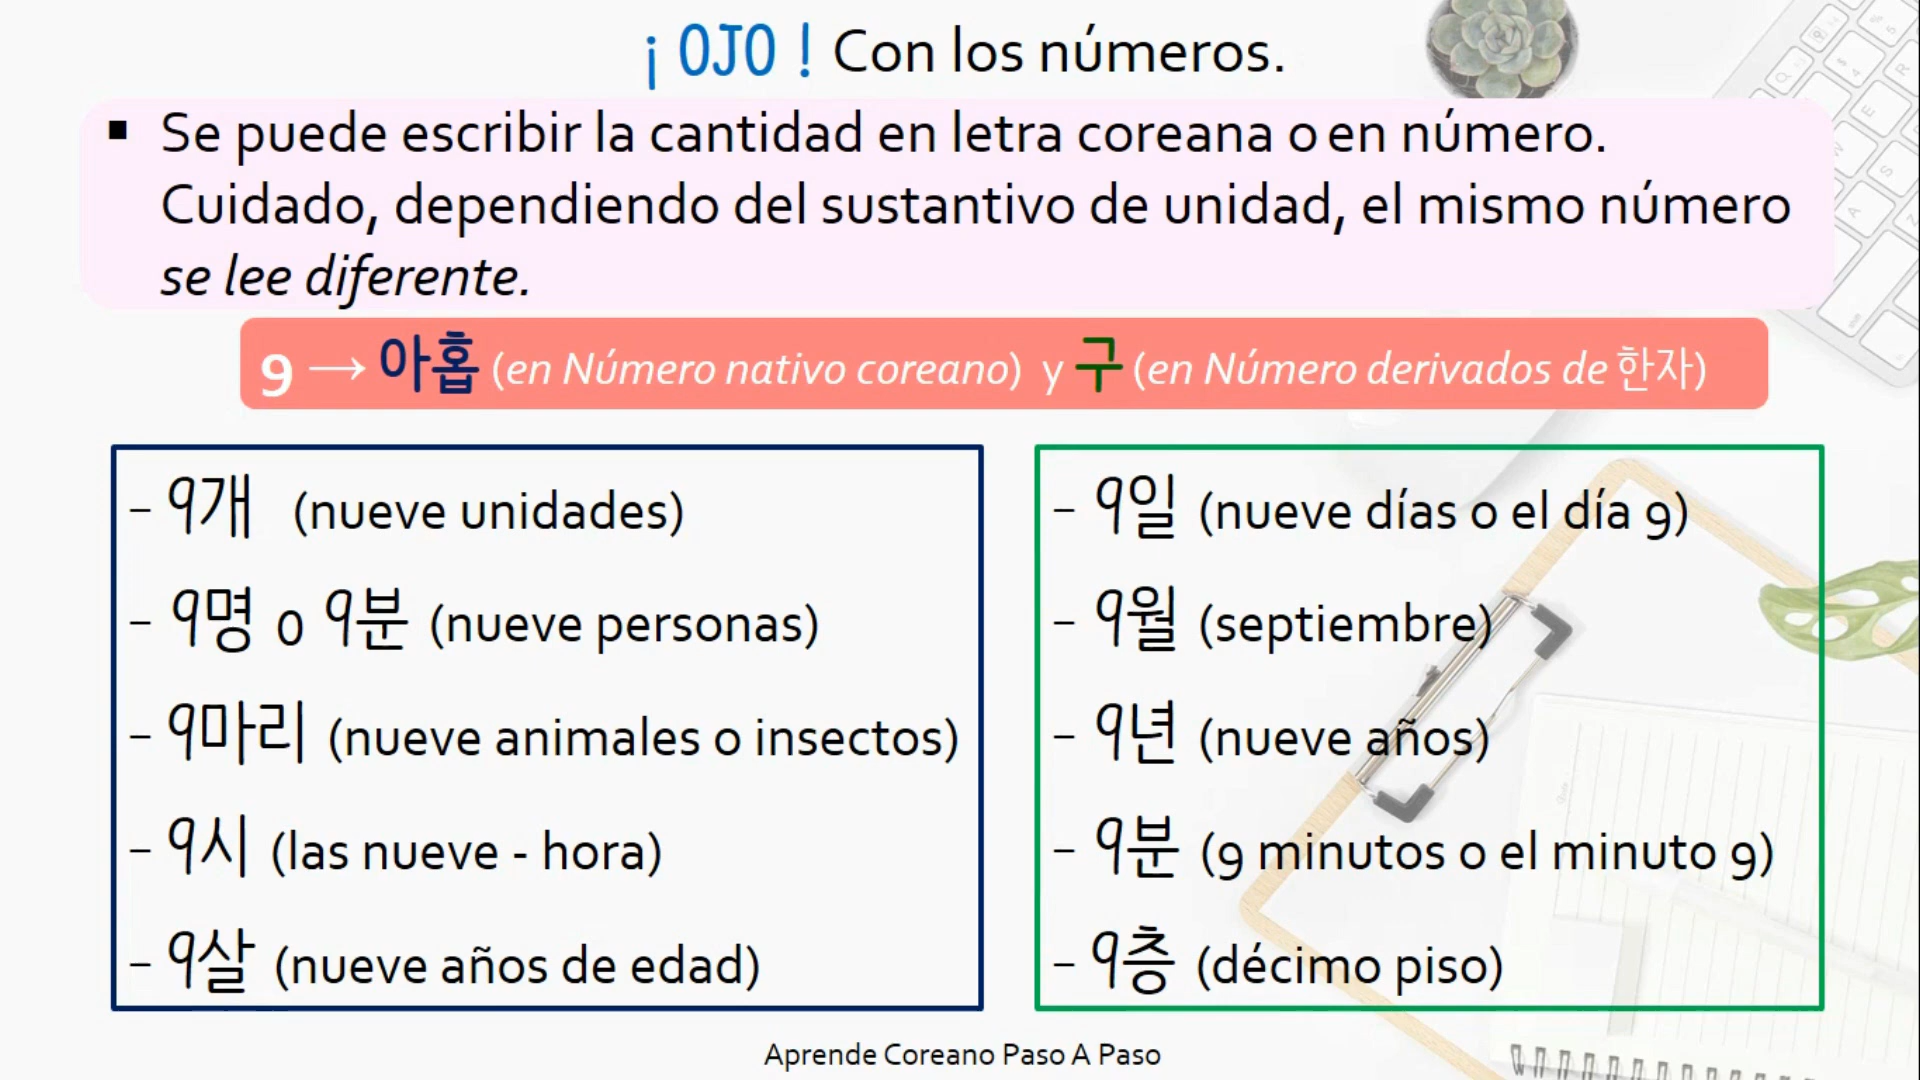 ¡ OJO ! Con los números.
▪ Se puede escribir la cantidad en letra coreana o en número.
Cuidado, dependiendo del sustantivo de unidad, el mismo número
se lee diferente.
9 → 아홉 (en Número nativo coreano) y 구 (en Número derivados de 한자)
– 9개 (nueve unidades)
– 9명 o 9분 (nueve personas)
– 9마리 (nueve animales o insectos)
– 9시 (las nueve - hora)
– 9살 (nueve años de edad)
– 9일 (nueve días o el día 9)
– 9월 (septiembre)
– 9년 (nueve años)
– 9분 (9 minutos o el minuto 9)
– 9층 (décimo piso)
Aprende Coreano Paso A Paso